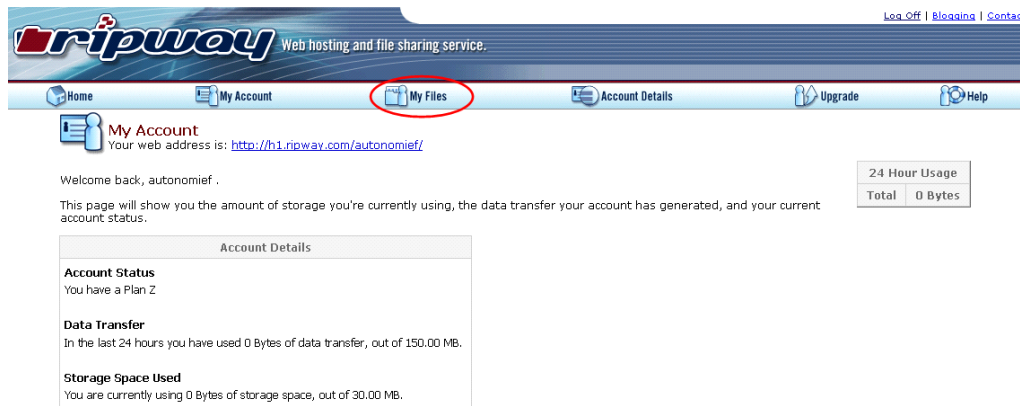 Log Off | Blogging |
ripway Web hosting and file sharing service.
Home My Account My Files Account Details Upgrade Help
My Account
Your web address is: http://h1.ripway.com/autonomief/
Welcome back, autonomief .
24 Hour Usage
Total 0 Bytes
This page will show you the amount of storage you're currently using, the data transfer your account has generated, and your current
account status.
Account Details
Account Status
You have a Plan Z
Data Transfer
In the last 24 hours you have used 0 Bytes of data transfer, out of 150.00 MB.
Storage Space Used
You are currently using 0 Bytes of storage space, out of 30.00 MB.